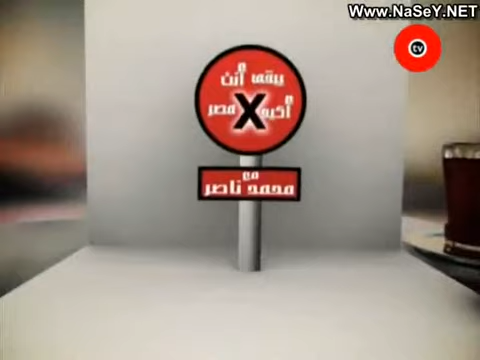 Www.NaSeY.NET
tv
يبقى أنت
أكيد X مصر
مع
محمد ناصر